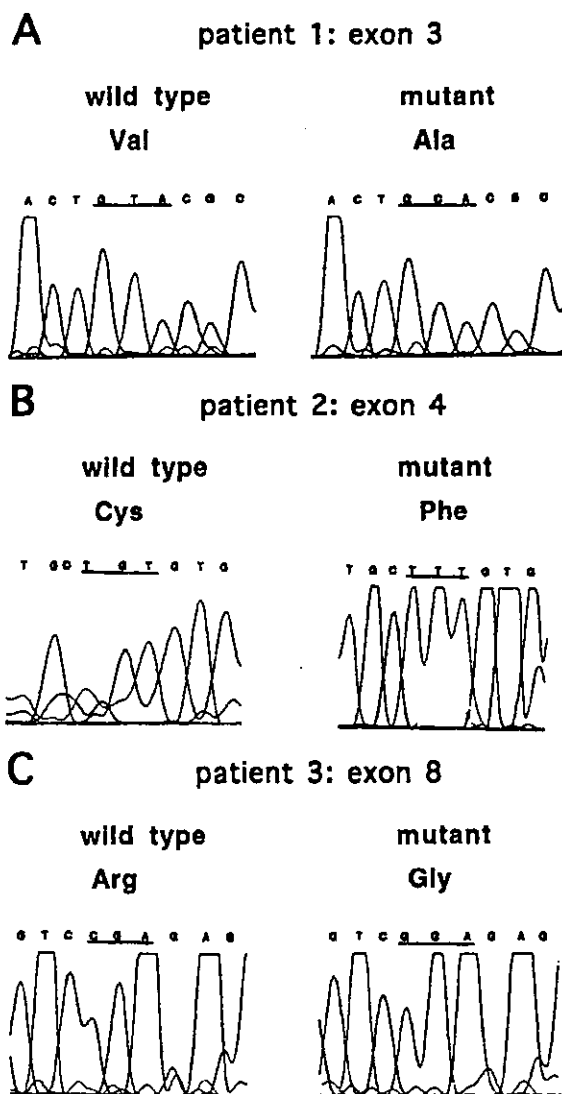 A patient 1: exon 3
wild type mutant
Val Ala
A C T G T A C G C A C T G C A C G C
B patient 2: exon 4
wild type mutant
Cys Phe
T G C T G T G T G T G C T T T G T G
C patient 3: exon 8
wild type mutant
Arg Gly
G T C C G A G A G G T C G G A G A G